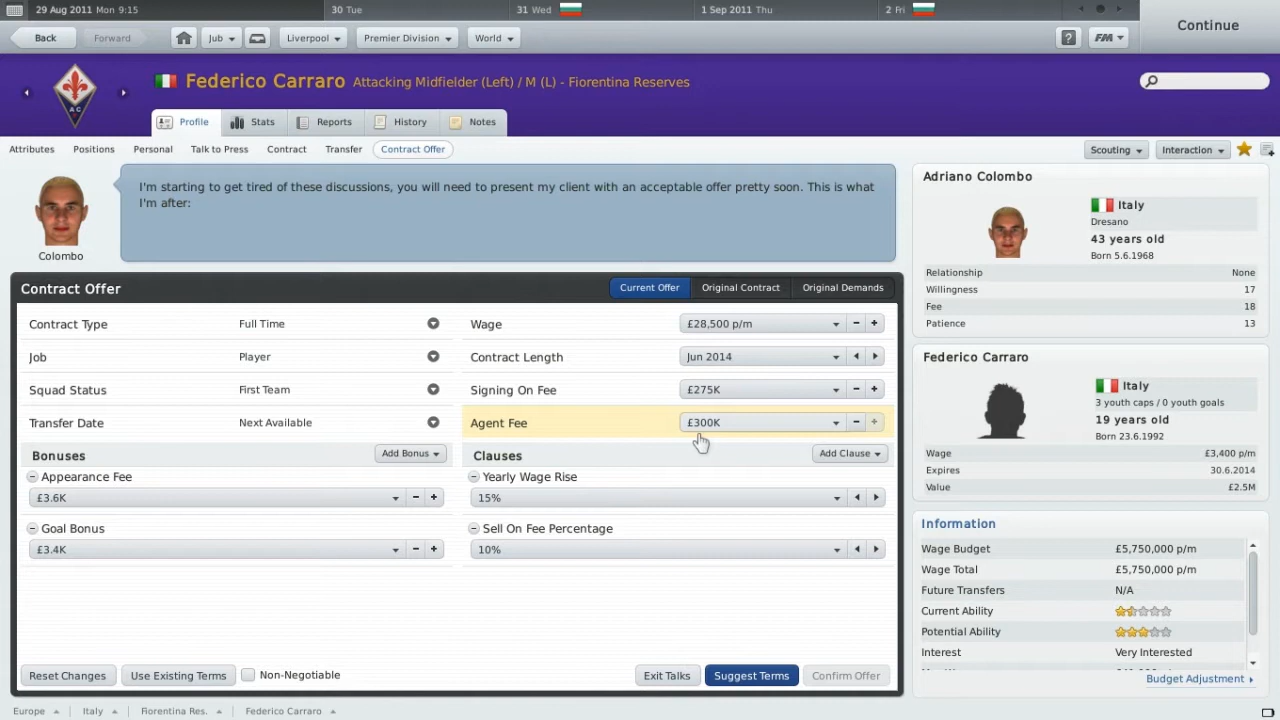 29 Aug 2011 Mon 9:15 30 Tue 31 Wed 1 Sep 2011 Thu 2 Fri
Continue
Back Forward Job Liverpool Premier Division World ? FM
Federico Carraro Attacking Midfielder (Left) / M (L) - Fiorentina Reserves
A C
Profile Stats Reports History Notes
Attributes Positions Personal Talk to Press Contract Transfer Contract Offer Scouting Interaction
I'm starting to get tired of these discussions, you will need to present my client with an acceptable offer pretty soon. This is what
I'm after:
Colombo
Adriano Colombo
Italy
Dresano
43 years old
Born 5.6.1968
Relationship None
Willingness 17
Fee 18
Patience 13
Contract Offer Current Offer Original Contract Original Demands
Contract Type Full Time Wage £28,500 p/m
Job Player Contract Length Jun 2014
Squad Status First Team Signing On Fee £275K
Transfer Date Next Available Agent Fee £300K
Bonuses Add Bonus Clauses Add Clause
Appearance Fee Yearly Wage Rise
£3.6K 15%
Goal Bonus Sell On Fee Percentage
£3.4K 10%
Reset Changes Use Existing Terms Non-Negotiable Exit Talks Suggest Terms Confirm Offer
Federico Carraro
Italy
3 youth caps / 0 youth goals
19 years old
Born 23.6.1992
Wage £3,400 p/m
Expires 30.6.2014
Value £2.5M
Information
Wage Budget £5,750,000 p/m
Wage Total £5,750,000 p/m
Future Transfers N/A
Current Ability
Potential Ability
Interest Very Interested
Budget Adjustment
Europe Italy Fiorentina Res. Federico Carraro